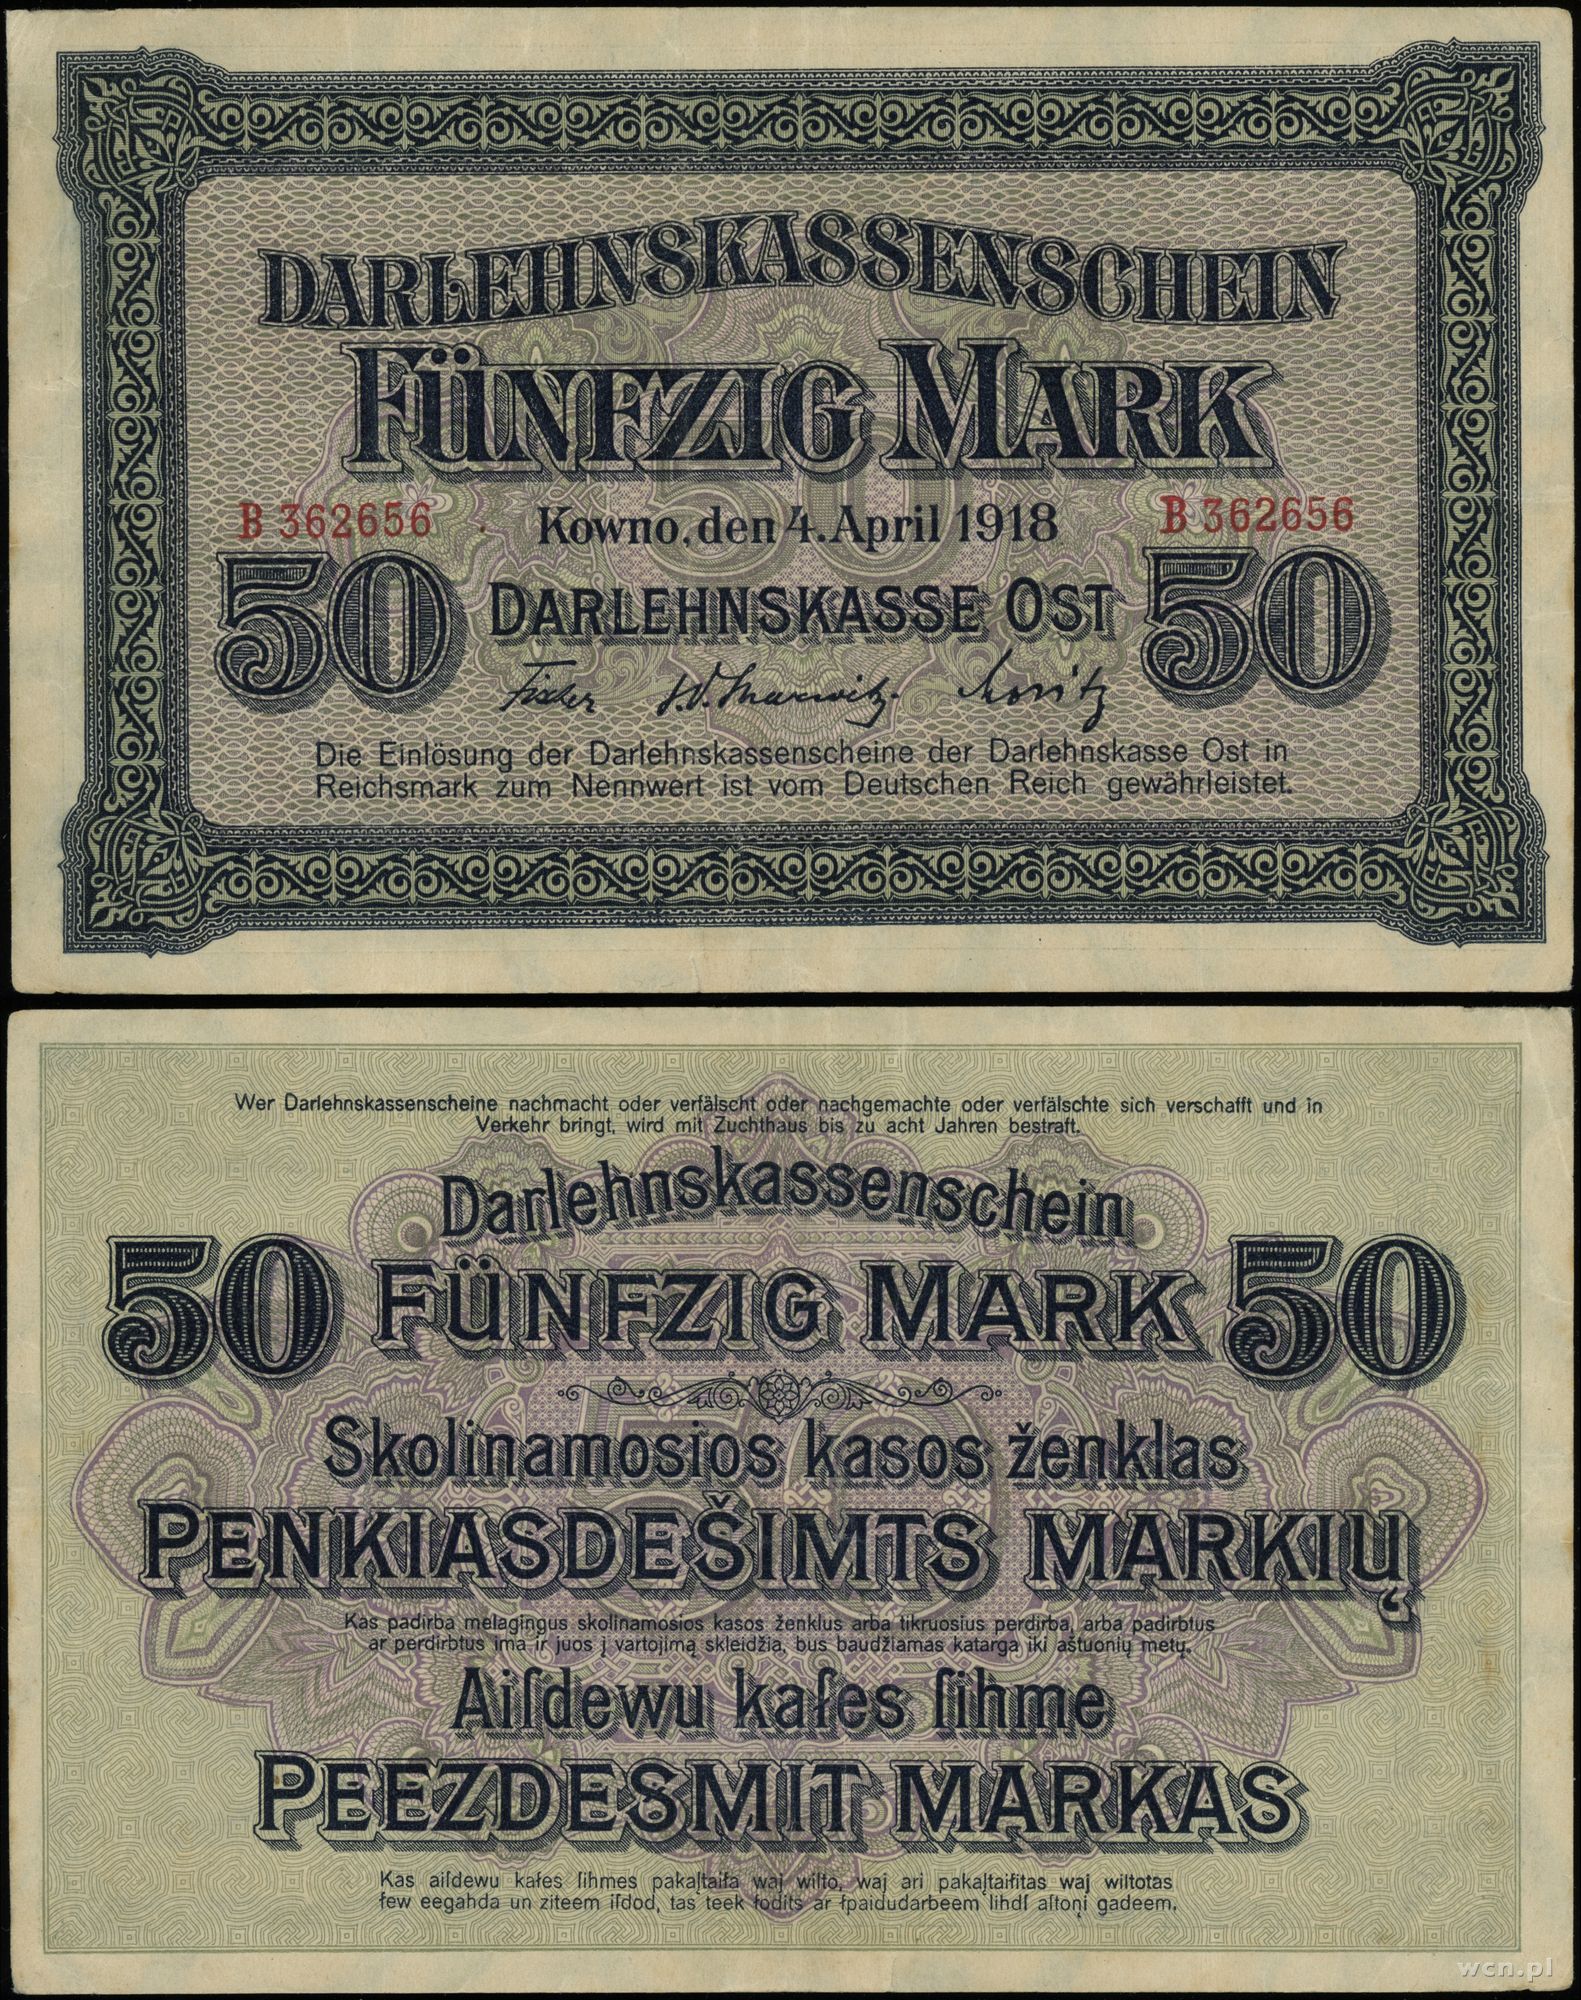 DARLEHNSKASSENSCHEIN
FÜNFZIG MARK
B 362656 Kowno, den 4. April 1918 B 362656
50 DARLEHNSKASSE OST 50
Fischer Moritz
Die Einlösung der Darlehnskassenscheine der Darlehnskasse Ost in
Reichsmark zum Nennwert ist vom Deutschen Reich gewährleistet.
Wer Darlehnskassenscheine nachmacht oder verfälscht oder nachgemachte oder verfälschte sich verschafft und in
Verkehr bringt, wird mit Zuchthaus bis zu acht Jahren bestraft.
Darlehnskassenschein
50 FÜNFZIG MARK 50
Skolinamosios kasos ženklas
PENKIASDEŠIMTS MARKIŲ
Kas padirba melagingus skolinamosios kasos ženklus arba tikruosius perdirba, arba padirbtus
ar perdirbtus ima ir juos į vartojimą skleidžia, bus baudžiamas katarga iki aštuonių metų.
Aiſdewu kaſes ſihme
PEEZDESMIT MARKAS
Kas aiſdewu kaſes ſihmes pakaļtaiſa waj wilto, waj ari pakaļtaiſitas waj wiltotas
ſew eegahda un ziteem iſdod, tas teek ſodits ar ſpaidudarbeem lihdſ aſtoņi gadeem.
wcn.pl